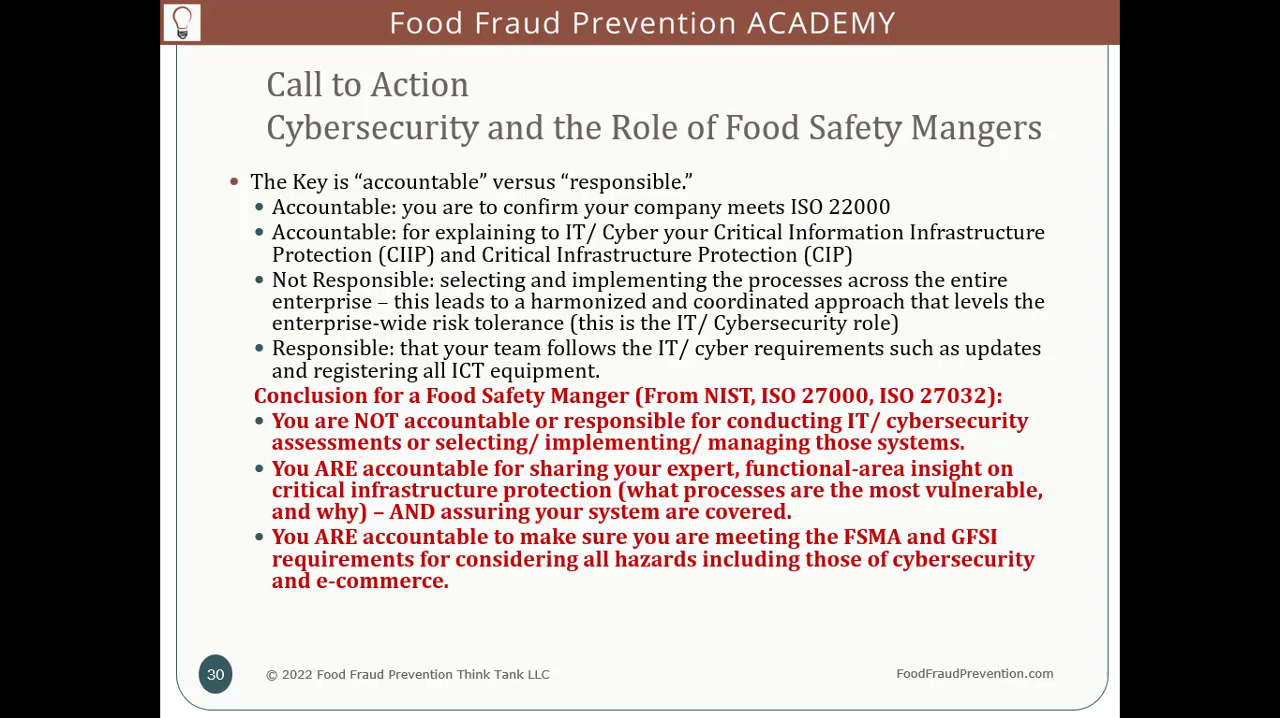 Food Fraud Prevention ACADEMY
Call to Action
Cybersecurity and the Role of Food Safety Mangers
• The Key is “accountable” versus “responsible.”
• Accountable: you are to confirm your company meets ISO 22000
• Accountable: for explaining to IT/ Cyber your Critical Information Infrastructure
Protection (CIIP) and Critical Infrastructure Protection (CIP)
• Not Responsible: selecting and implementing the processes across the entire
enterprise – this leads to a harmonized and coordinated approach that levels the
enterprise-wide risk tolerance (this is the IT/ Cybersecurity role)
• Responsible: that your team follows the IT/ cyber requirements such as updates
and registering all ICT equipment.
Conclusion for a Food Safety Manger (From NIST, ISO 27000, ISO 27032):
• You are NOT accountable or responsible for conducting IT/ cybersecurity
assessments or selecting/ implementing/ managing those systems.
• You ARE accountable for sharing your expert, functional-area insight on
critical infrastructure protection (what processes are the most vulnerable,
and why) – AND assuring your system are covered.
• You ARE accountable to make sure you are meeting the FSMA and GFSI
requirements for considering all hazards including those of cybersecurity
and e-commerce.
30
© 2022 Food Fraud Prevention Think Tank LLC
FoodFraudPrevention.com